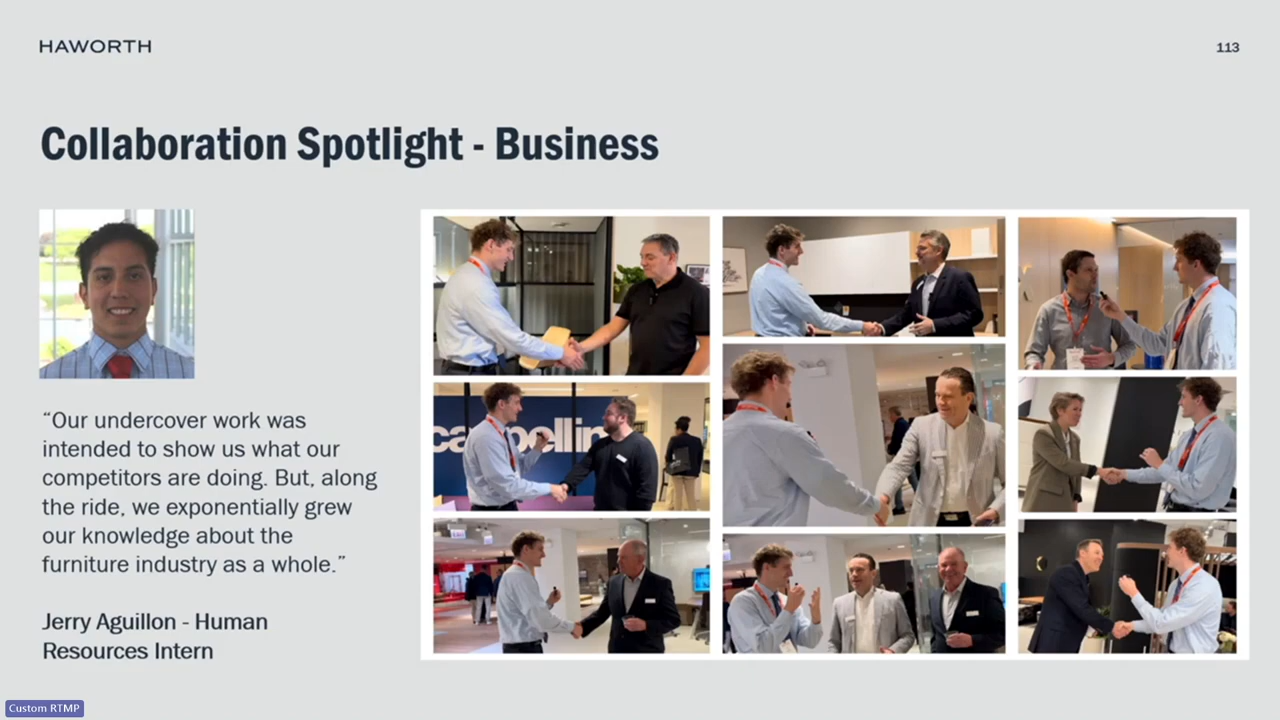 HAWORTH
113
Collaboration Spotlight - Business
“Our undercover work was
intended to show us what our
competitors are doing. But, along
the ride, we exponentially grew
our knowledge about the
furniture industry as a whole.”
Jerry Aguillon - Human
Resources Intern
Custom RTMP